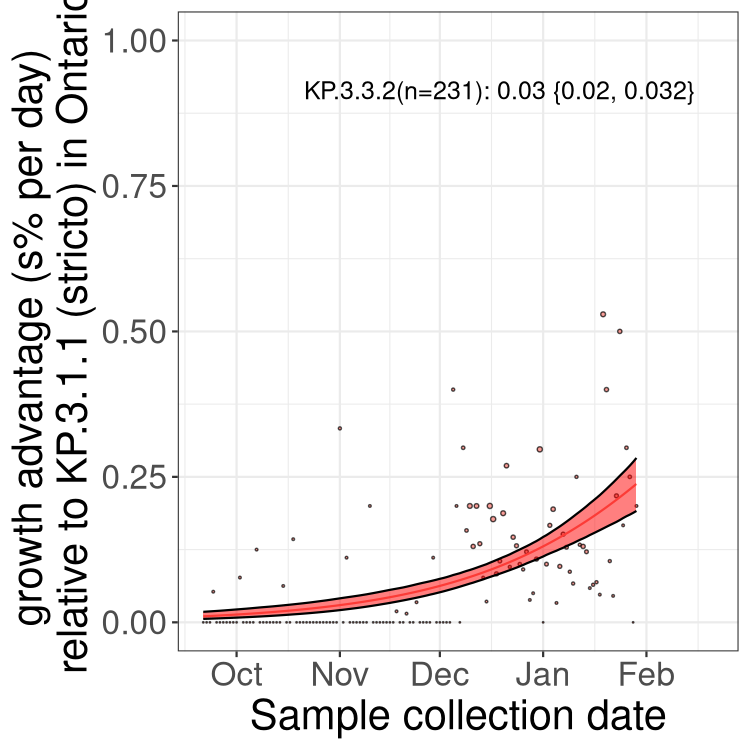 growth advantage (s% per day)
relative to KP.3.1.1 (stricto) in Ontario
1.00
KP.3.3.2(n=231): 0.03 {0.02, 0.032}
0.75
0.50
0.25
0.00
Oct Nov Dec Jan Feb
Sample collection date